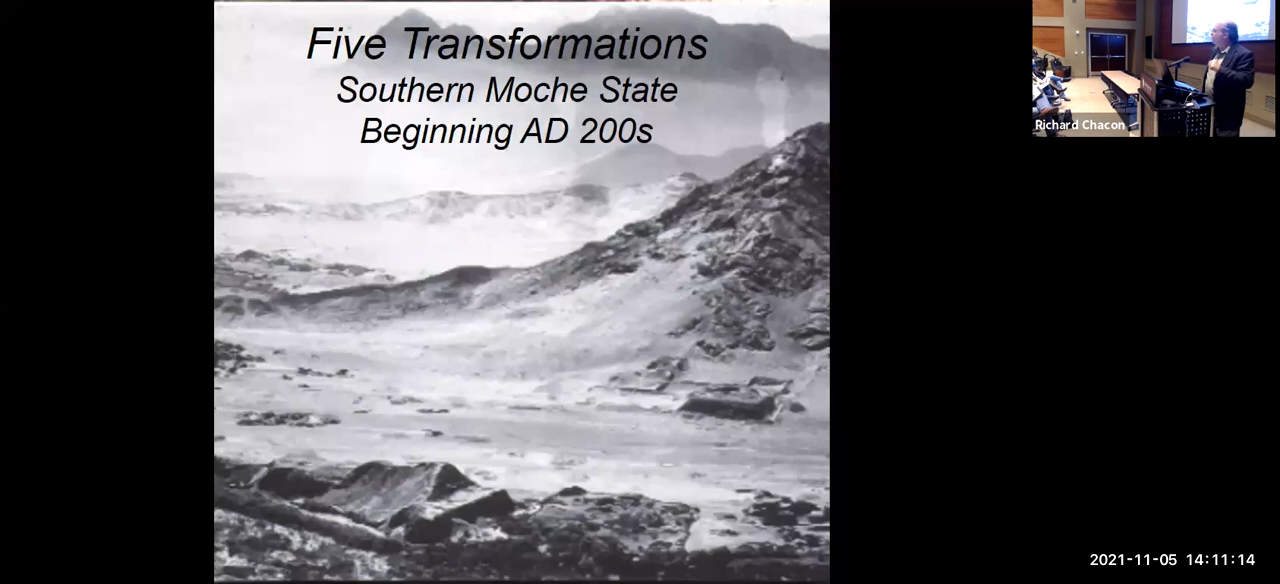 Five Transformations
Southern Moche State
Beginning AD 200s
Richard Chacon
2021-11-05 14:11:14